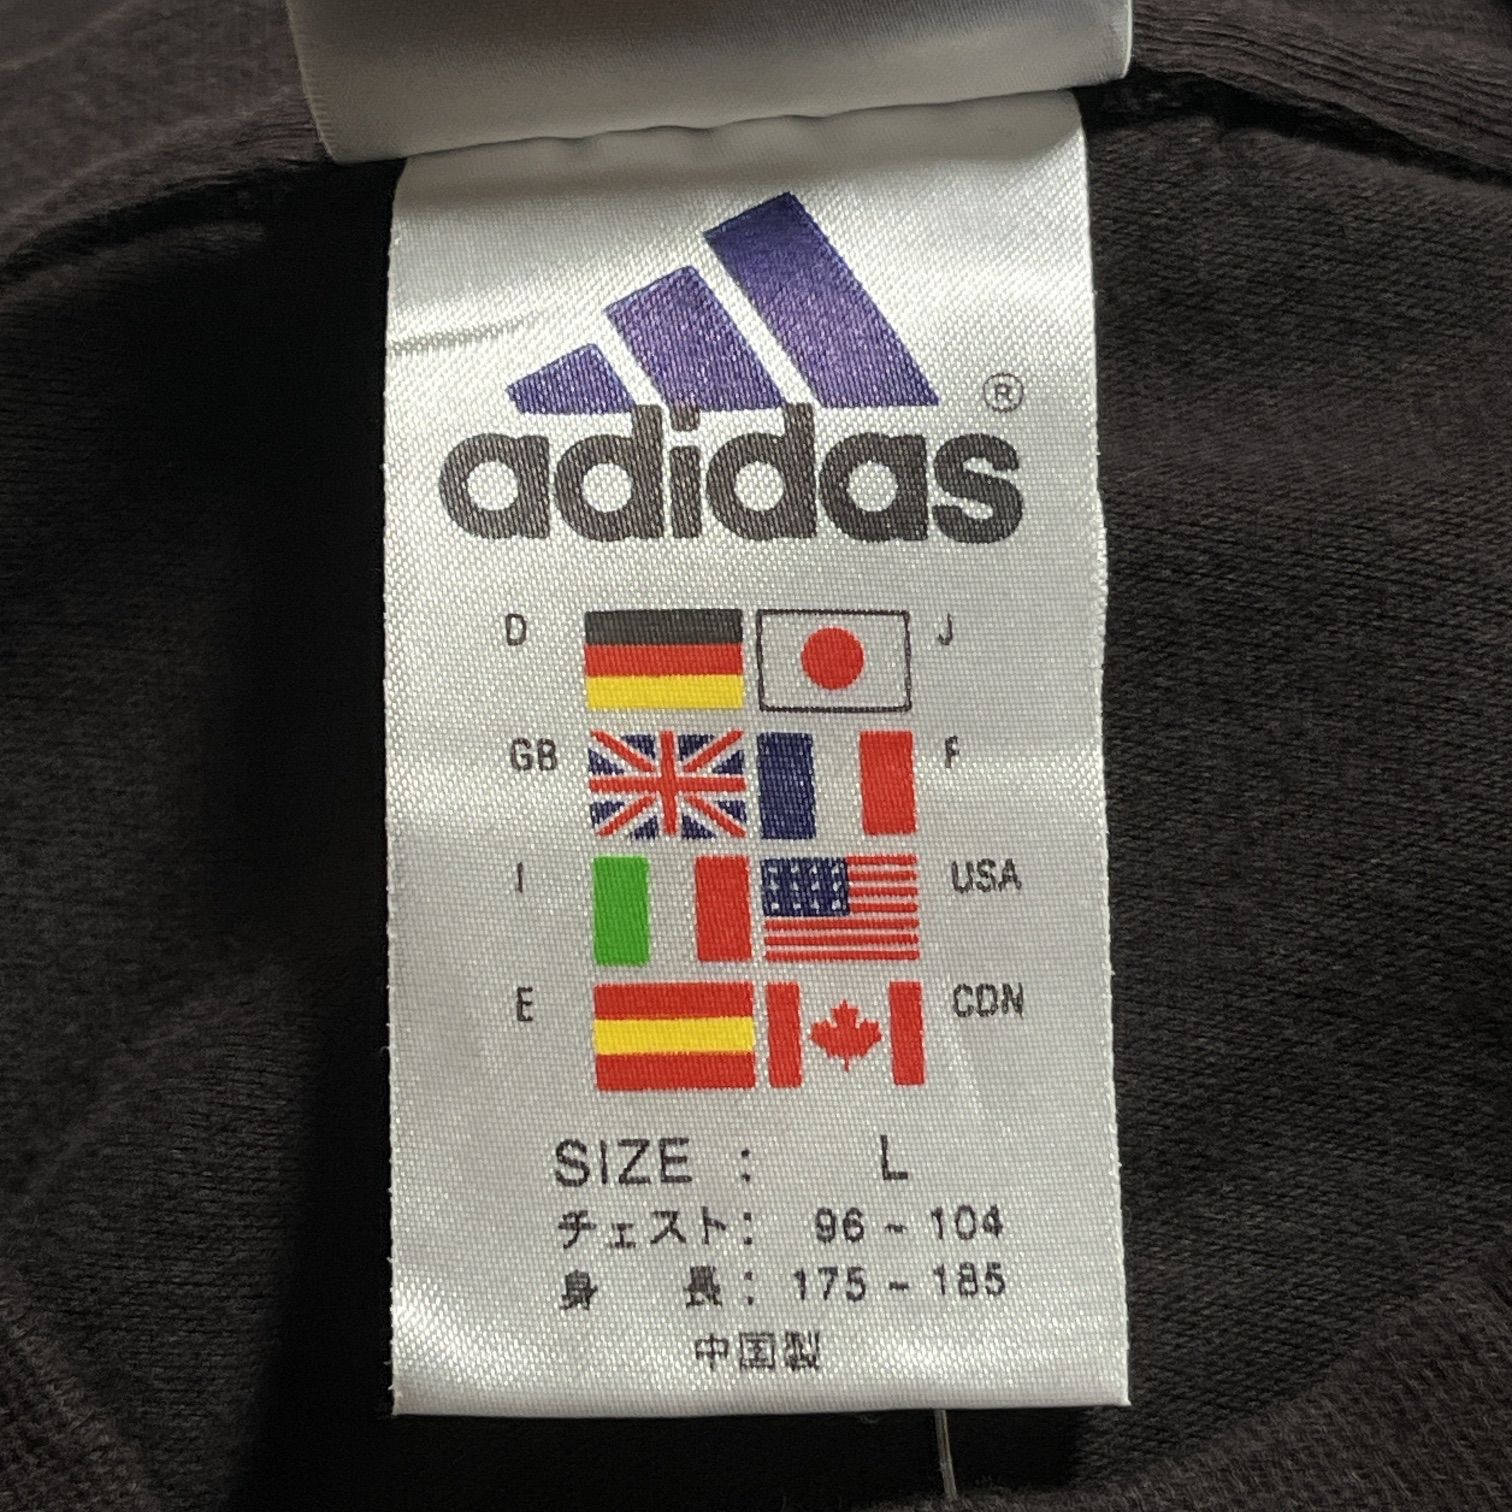 ®
adidas
D J
GB F
I USA
E CDN
SIZE : L
チェスト: 96 ~ 104
身 長: 175 ~ 185
中国製